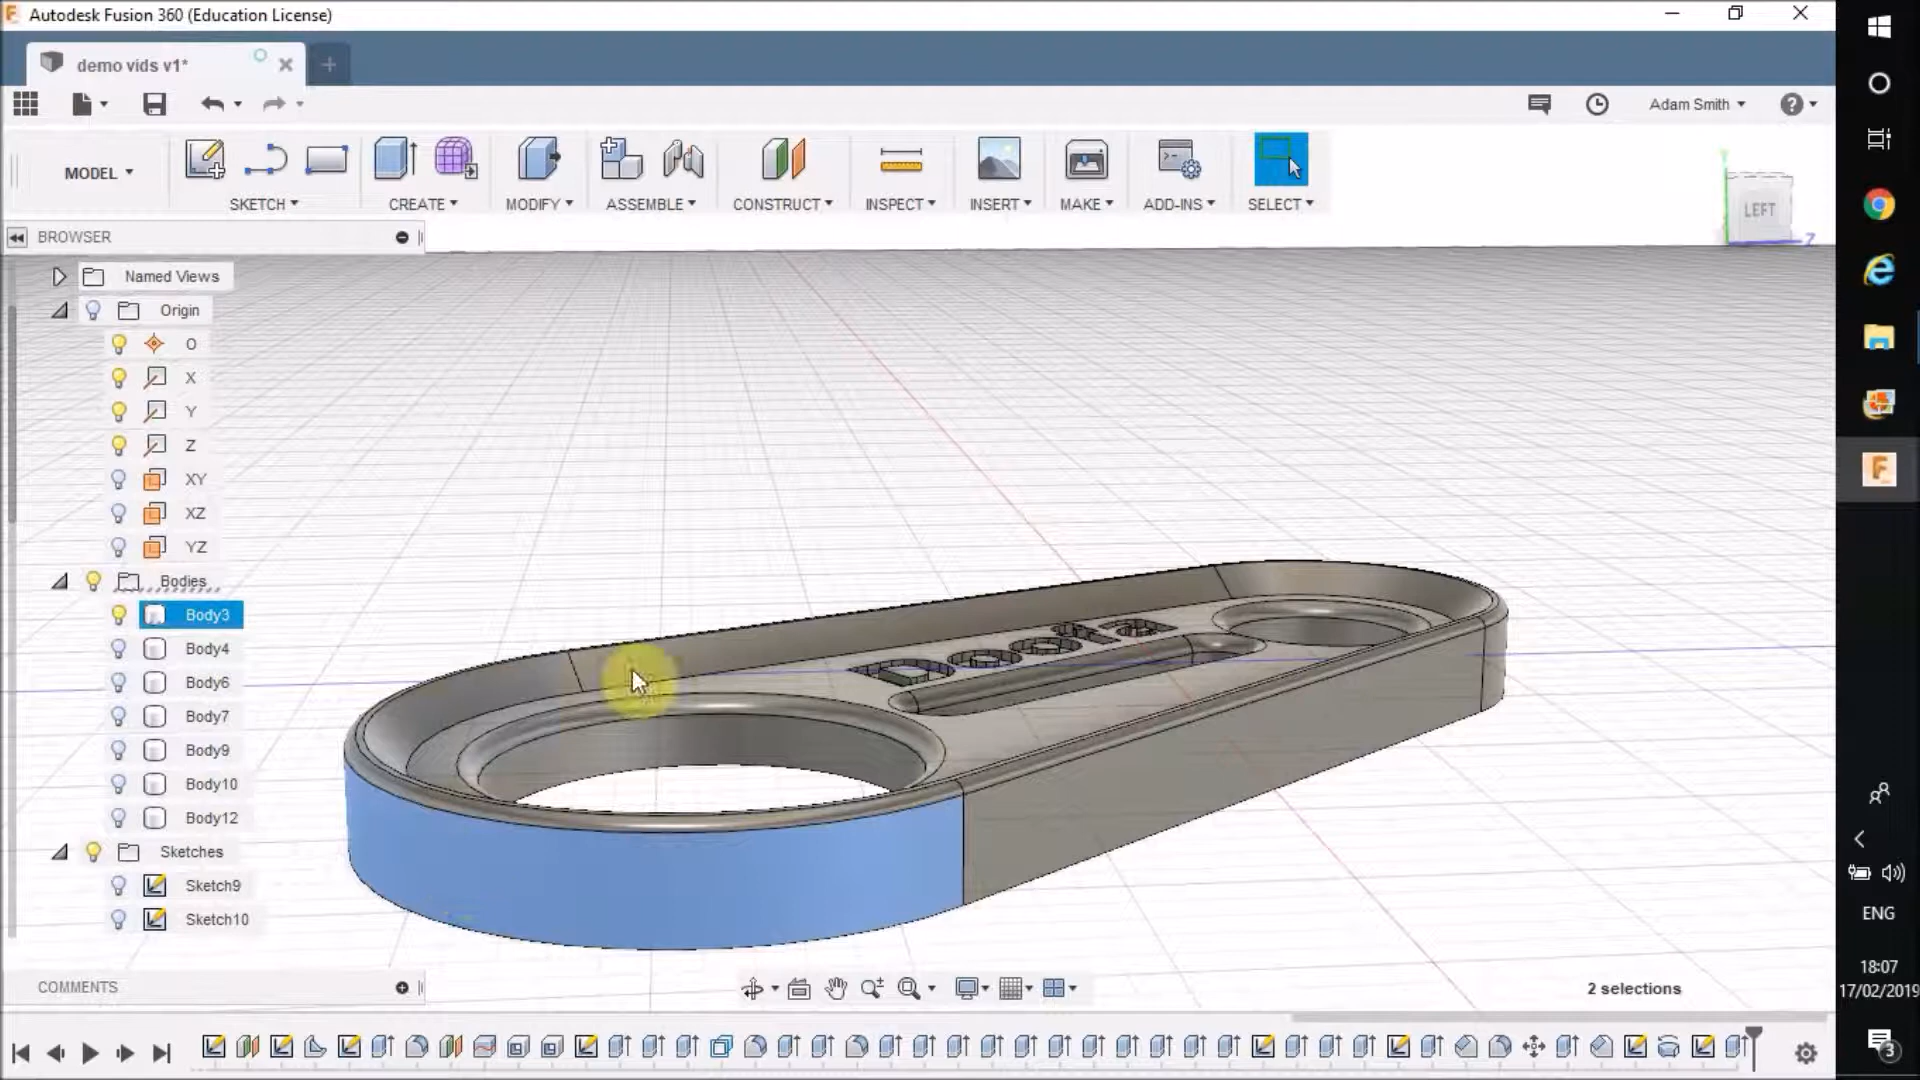 Autodesk Fusion 360 (Education License)
demo vids v1*
Adam Smith
MODEL
SKETCH
CREATE
MODIFY
ASSEMBLE
CONSTRUCT
INSPECT
INSERT
MAKE
ADD-INS
SELECT
LEFT
Z
BROWSER
Named Views
Origin
O
X
Y
Z
XY
XZ
YZ
Bodies
Body3
Body4
Body6
Body7
Body9
Body10
Body12
Sketches
Sketch9
Sketch10
COMMENTS
2 selections
ENG
18:07
17/02/2019
3